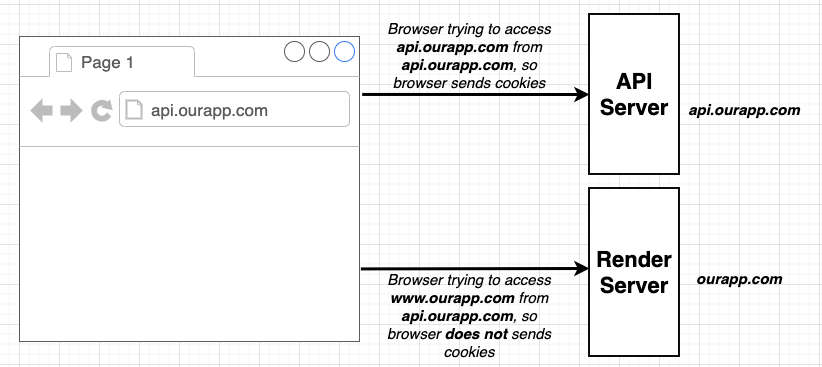 Page 1
api.ourapp.com
Browser trying to access
api.ourapp.com from
api.ourapp.com, so
browser sends cookies
API
Server
api.ourapp.com
Browser trying to access
www.ourapp.com from
api.ourapp.com, so
browser does not sends
cookies
Render
Server
ourapp.com